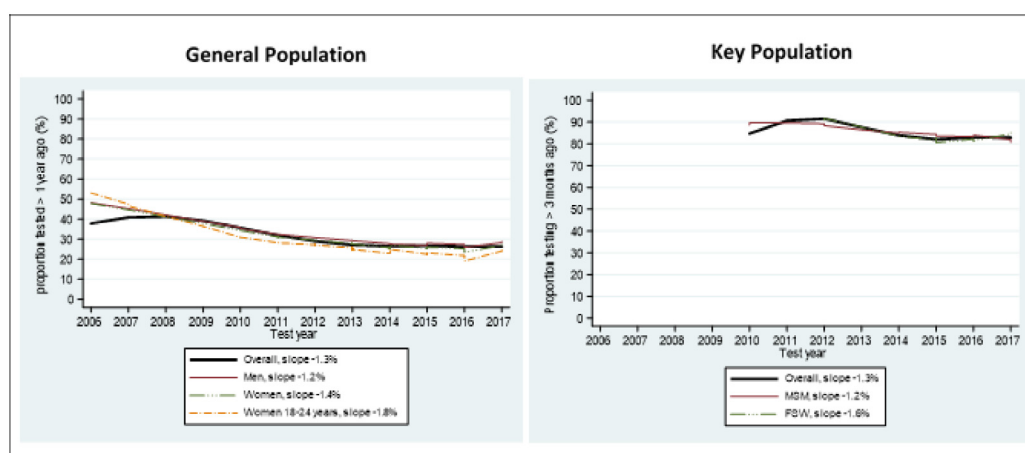 General Population
Key Population
proportion tested > 1 year ago (%)
100
90
80
70
60
50
40
30
20
10
0
2006 2007 2008 2009 2010 2011 2012 2013 2014 2015 2016 2017
Test year
Overall, slope -1.3%
Men, slope -1.2%
Women, slope -1.4%
Women 18-24 years, slope -1.8%
Proportion testing > 3 months ago (%)
100
90
80
70
60
50
40
30
20
10
0
2006 2007 2008 2009 2010 2011 2012 2013 2014 2015 2016 2017
Test year
Overall, slope -1.3%
MSM, slope -1.2%
FSW, slope -1.6%